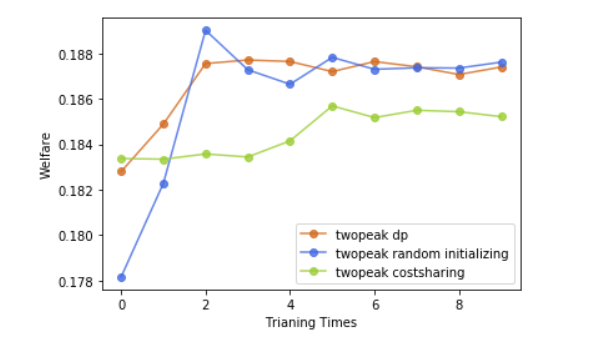 0.188
0.186
0.184
0.182
0.180
0.178
Welfare
0 2 4 6 8
Trianing Times
twopeak dp
twopeak random initializing
twopeak costsharing